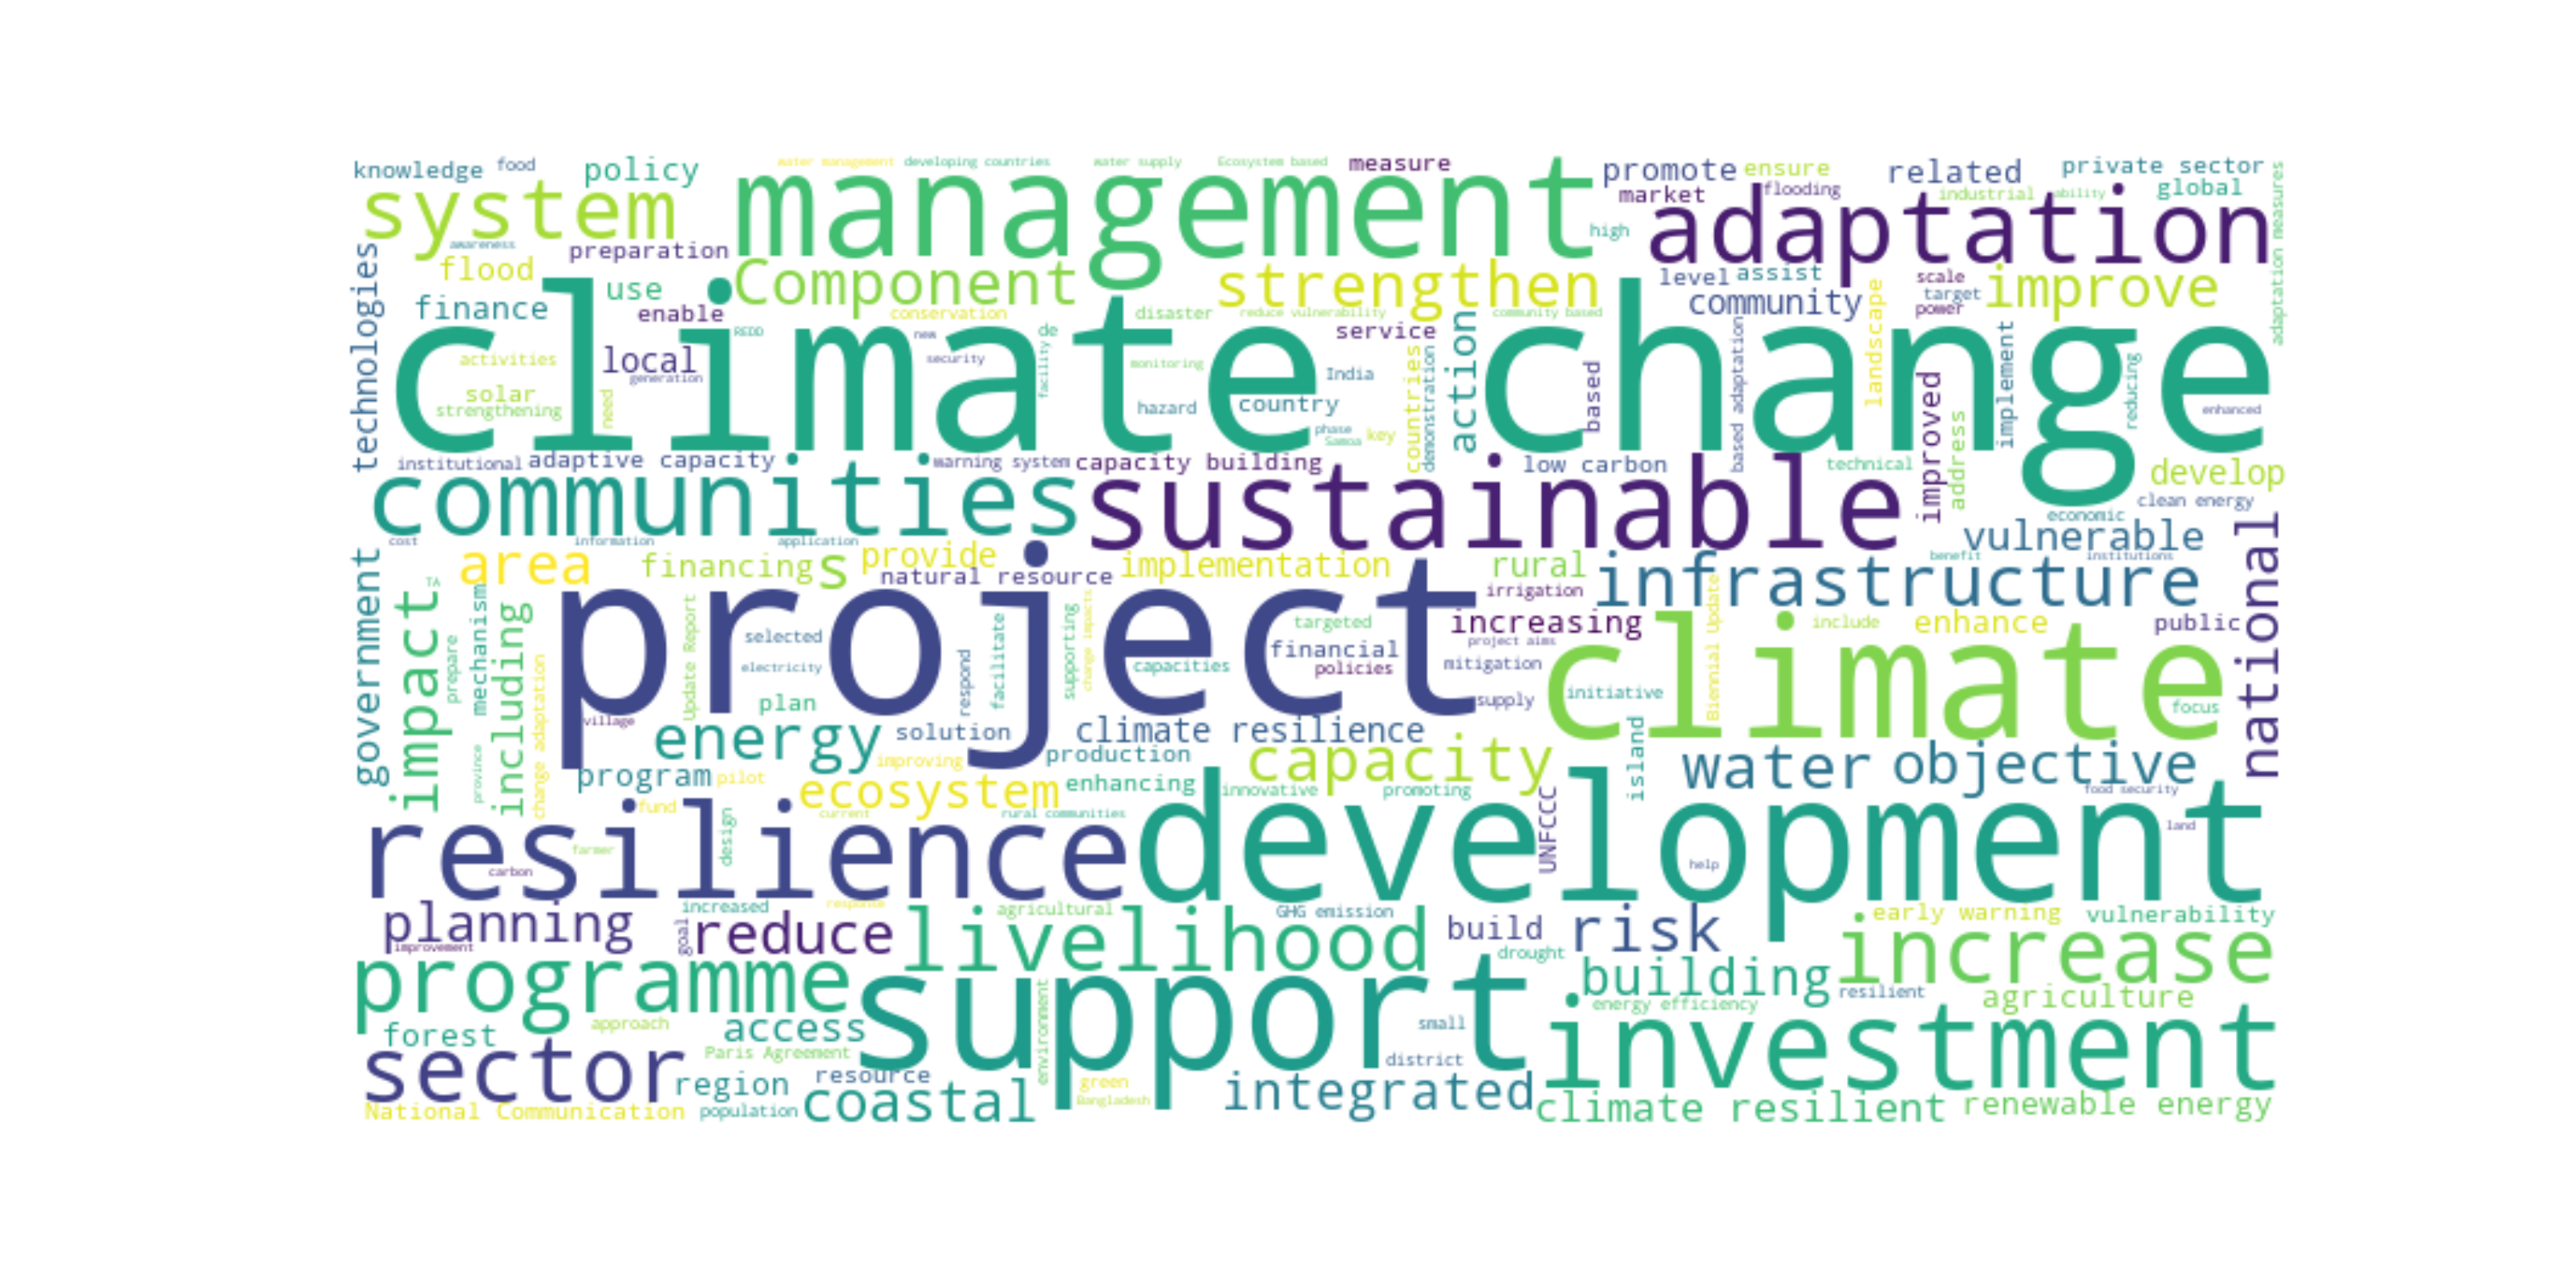 knowledge food policy water management developing countries water supply Ecosystem based measure promote ensure related private sector
system management market flooding adaptation industrial ability global
awareness preparation high adaptation measures
technologies flood use Component strengthen level assist scale target improve
finance enable conservation disaster reduce vulnerability community based community power landscape
climate change
REDD new de service action
activities local security facility monitoring countries demonstration based based adaptation implement reducing
solar generation India improved
strengthening need hazard country address enhanced
phase Samoa key
institutional adaptive capacity warning system capacity building low carbon technical develop
communities sustainable clean energy
economic
cost information application vulnerable national
government area financing s provide implementation rural benefit institutions
TA natural resource irrigation infrastructure
impact mechanism including project change impacts targeted increasing Biennial Update include enhance public
prepare Update Report selected respond facilitate supporting financial project aims climate
electricity capacities policies mitigation
change adaptation plan supply initiative focus
village energy solution climate resilience island
province improving production capacity water objective
program pilot ecosystem enhancing innovative promoting food security
fund current rural communities UNFCCC
resilience design development land
farmer carbon help
planning increased response agricultural GHG emission build risk early warning vulnerability
improvement goal reduce livelihood drought increase
programme support building resilient
energy efficiency agriculture
forest approach access environment small investment
sector Paris Agreement district
region resource green integrated
National Communication population coastal Bangladesh climate resilient renewable energy